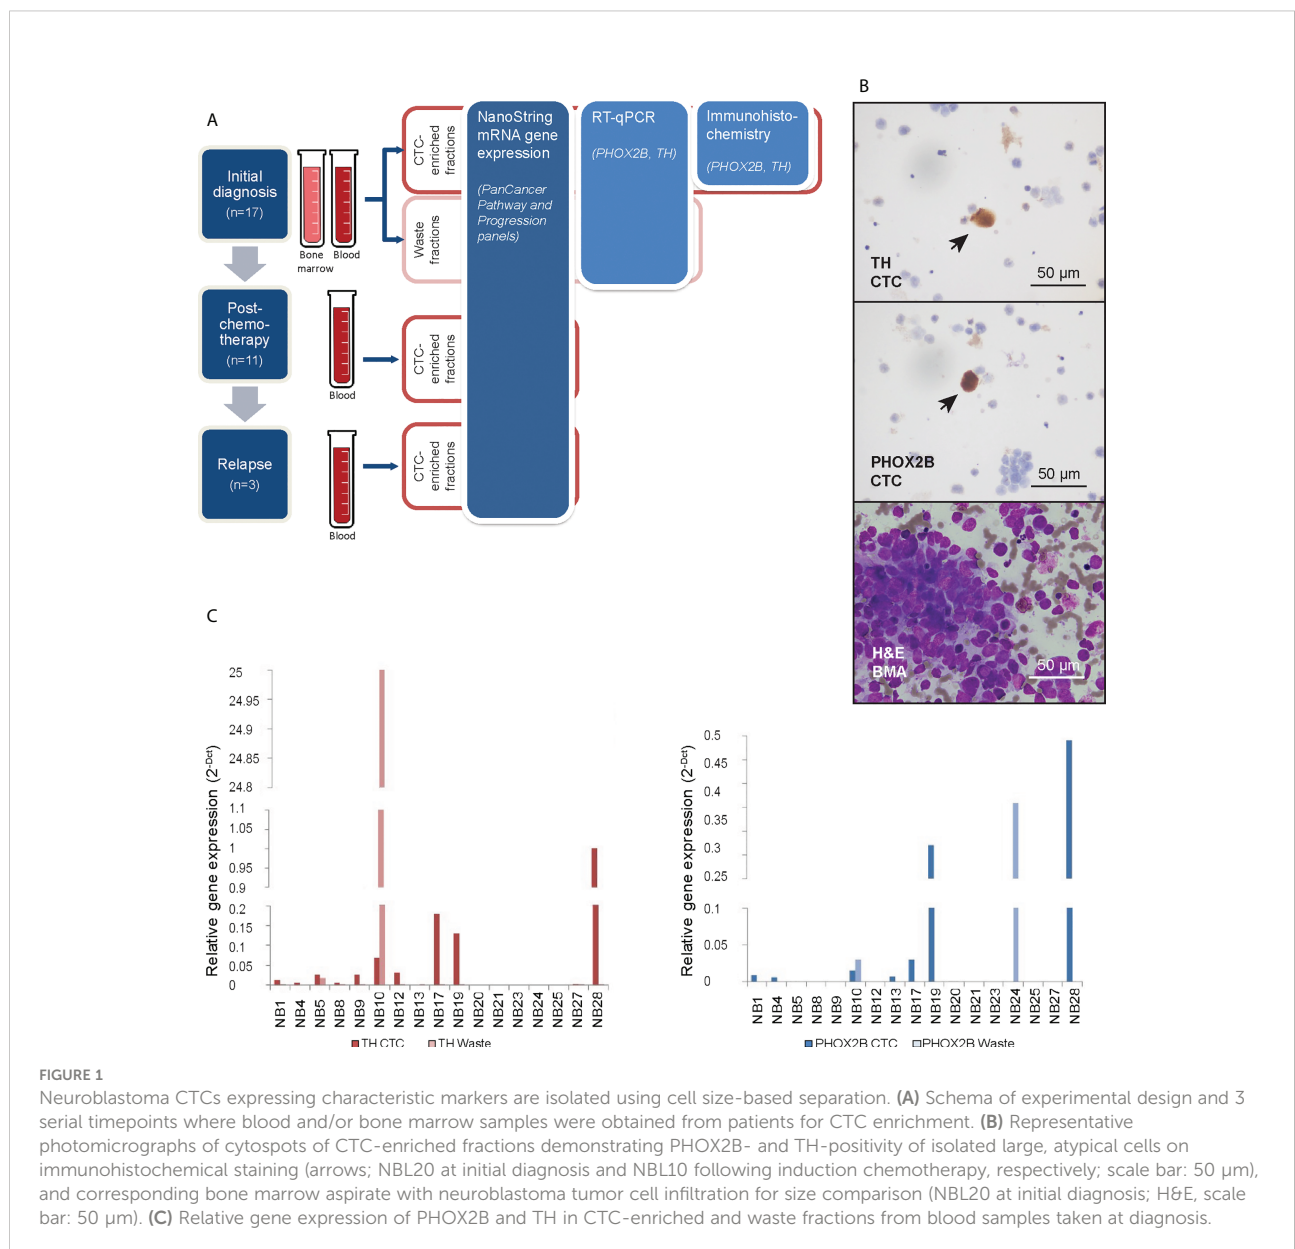 A
Initial
diagnosis
(n=17)
Bone
marrow
Blood
CTC-
enriched
fractions
Waste
fractions
NanoString
mRNA gene
expression
(PanCancer
Pathway and
Progression
panels)
RT-qPCR
(PHOX2B, TH)
Immunohisto-
chemistry
(PHOX2B, TH)
Post-
chemo-
therapy
(n=11)
Blood
CTC-
enriched
fractions
Relapse
(n=3)
Blood
CTC-
enriched
fractions
B
TH
CTC
50 µm
PHOX2B
CTC
50 µm
H&E
BMA
50 µm
C
Relative gene expression (2-Dct)
25
24.95
24.9
24.85
24.8
1.1
1.05
1
0.95
0.9
0.2
0.15
0.1
0.05
0
NB1
NB4
NB5
NB8
NB9
NB10
NB12
NB13
NB17
NB19
NB20
NB21
NB23
NB24
NB25
NB27
NB28
TH CTC
TH Waste
Relative gene expression (2-Dct)
0.5
0.45
0.4
0.35
0.3
0.25
0.1
0.05
0
NB1
NB4
NB5
NB8
NB9
NB10
NB12
NB13
NB17
NB19
NB20
NB21
NB23
NB24
NB25
NB27
NB28
PHOX2B CTC
PHOX2B Waste
FIGURE 1
Neuroblastoma CTCs expressing characteristic markers are isolated using cell size-based separation. (A) Schema of experimental design and 3
serial timepoints where blood and/or bone marrow samples were obtained from patients for CTC enrichment. (B) Representative
photomicrographs of cytospots of CTC-enriched fractions demonstrating PHOX2B- and TH-positivity of isolated large, atypical cells on
immunohistochemical staining (arrows; NBL20 at initial diagnosis and NBL10 following induction chemotherapy, respectively; scale bar: 50 µm),
and corresponding bone marrow aspirate with neuroblastoma tumor cell infiltration for size comparison (NBL20 at initial diagnosis; H&E, scale
bar: 50 µm). (C) Relative gene expression of PHOX2B and TH in CTC-enriched and waste fractions from blood samples taken at diagnosis.